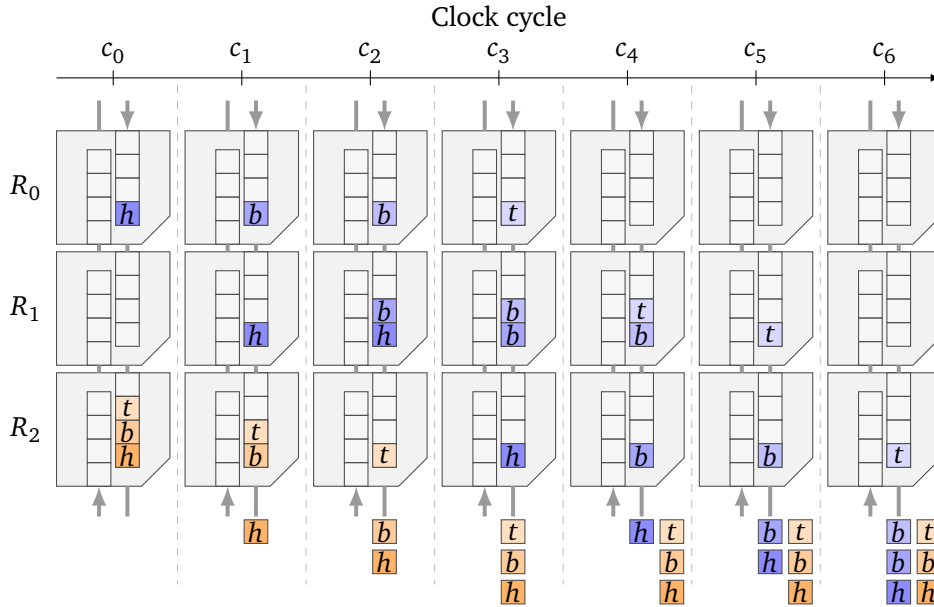 Clock cycle
c0 c1 c2 c3 c4 c5 c6
R0 h b b t
b b t
R1 h h b b t
t
b t
R2 h b t h b b t
h b t h t b t b t
h b b h b b b
h h h h